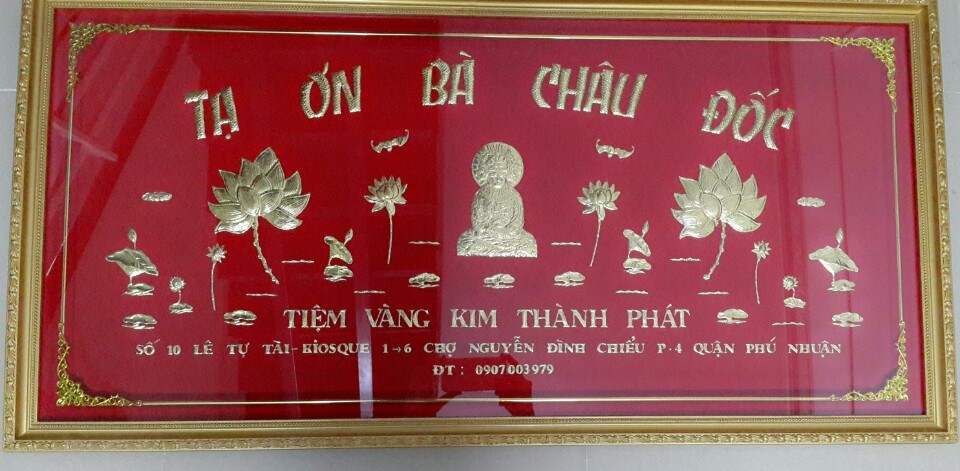 TẠ ƠN BÀ CHÂU ĐỐC
TIỆM VÀNG KIM THÀNH PHÁT
SỐ 10 LÊ TỰ TÀI-KIOSQUE 1→6 CHỢ NGUYỄN ĐÌNH CHIỂU P.4 QUẬN PHÚ NHUẬN
ĐT: 0907003979